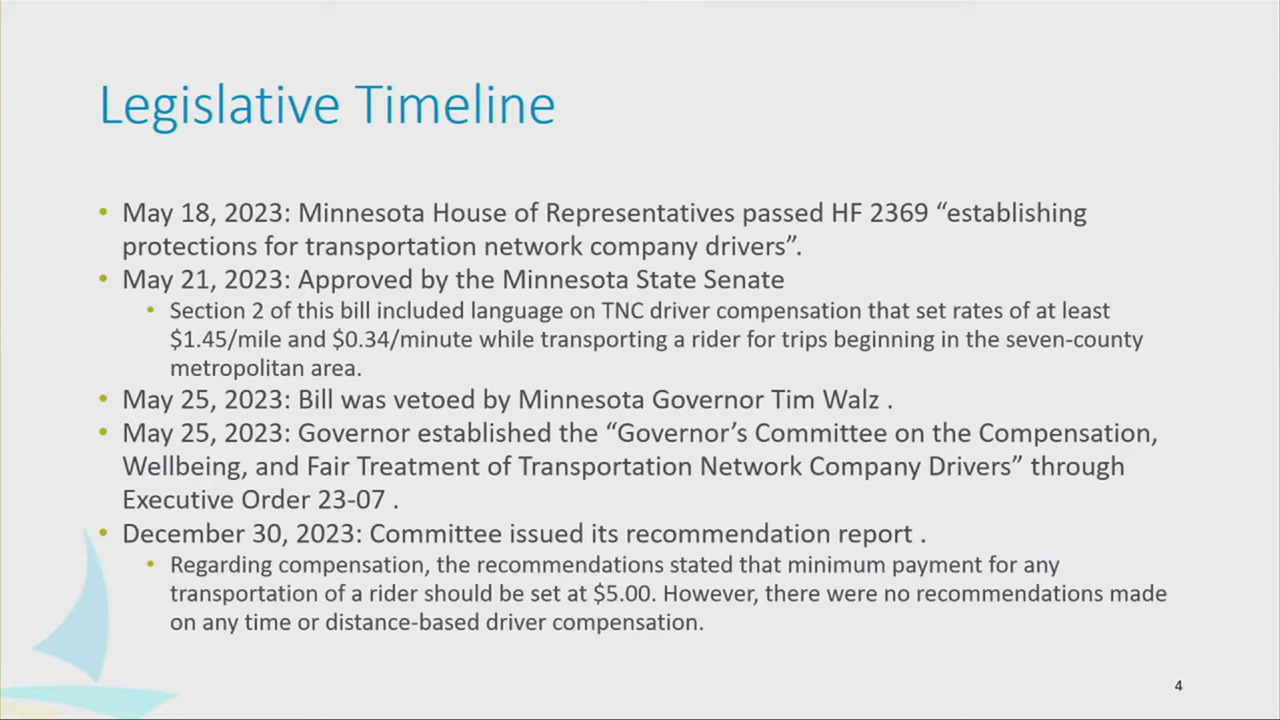 Legislative Timeline
• May 18, 2023: Minnesota House of Representatives passed HF 2369 “establishing
protections for transportation network company drivers”.
• May 21, 2023: Approved by the Minnesota State Senate
• Section 2 of this bill included language on TNC driver compensation that set rates of at least
$1.45/mile and $0.34/minute while transporting a rider for trips beginning in the seven-county
metropolitan area.
• May 25, 2023: Bill was vetoed by Minnesota Governor Tim Walz .
• May 25, 2023: Governor established the “Governor’s Committee on the Compensation,
Wellbeing, and Fair Treatment of Transportation Network Company Drivers” through
Executive Order 23-07 .
• December 30, 2023: Committee issued its recommendation report .
• Regarding compensation, the recommendations stated that minimum payment for any
transportation of a rider should be set at $5.00. However, there were no recommendations made
on any time or distance-based driver compensation.
4